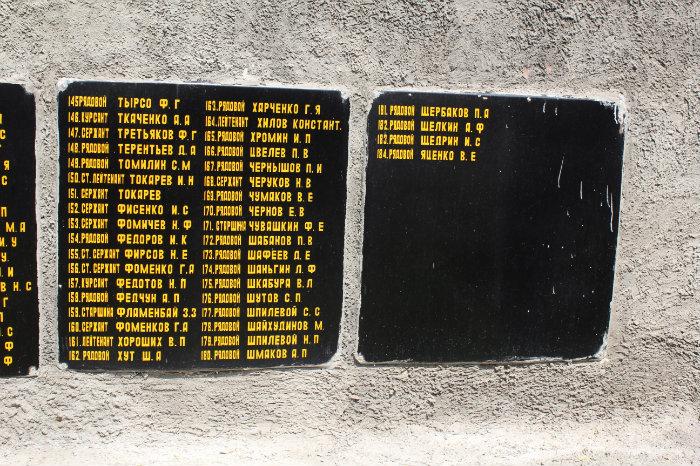 М.А
И.У
У.
И
В Н.С
Г
П
С
Ф
Ф
145РЯДОВОЙ ТЫРСО Ф.Г
146.КУРСАНТ ТКАЧЕНКО А.А
147.СЕРЖАНТ ТРЕТЬЯКОВ Ф.Г
148.РЯДОВОЙ ТЕРЕНТЬЕВ Д.А
149.РЯДОВОЙ ТОМИЛИН С.М
150.СТ.ЛЕЙТЕНАНТ ТОКАРЕВ И.Н
151.СЕРЖАНТ ТОКАРЕВ
152.СЕРЖАНТ ФИСЕНКО И.С
153.СЕРЖАНТ ФОМИЧЕВ Н.Ф
154.РЯДОВОЙ ФЕДОРОВ И.К
155.СТ.СЕРЖАНТ ФИРСОВ Н.Е
156.СТ.СЕРЖАНТ ФОМЕНКО Г.А
157.КУРСАНТ ФЕДОТОВ Н.П
158.РЯДОВОЙ ФЕДЧУН А.П
159.СТАРШИНА ФЛАМЕНБАЙ З.З
160.СЕРЖАНТ ФОМЕНКОВ Г.А
161.ЛЕЙТЕНАНТ ХОРОШИХ В.П
162.РЯДОВОЙ ХУТ Ш.А
163.РЯДОВОЙ ХАРЧЕНКО Г.Я
164.ЛЕЙТЕНАНТ ХИЛОВ КОНСТАНТ.
165.РЯДОВОЙ ХРОМИН И.П
166.РЯДОВОЙ ЦВЕЛЕВ П.В
167.РЯДОВОЙ ЧЕРНЫШОВ П.И
168.СЕРЖАНТ ЧЕРУКОВ Н.В
169.РЯДОВОЙ ЧУМАКОВ В.Е
170.РЯДОВОЙ ЧЕРНОВ Е.В
171.СТАРШИНА ЧУВАШКИН Ф.Е
172.РЯДОВОЙ ШАБАНОВ П.В
173.РЯДОВОЙ ШАФЕЕВ Д.Е
174.РЯДОВОЙ ШАНЬГИН Л.Ф
175.РЯДОВОЙ ШКАБУРА В.Л
176.РЯДОВОЙ ШУТОВ С.П
177.РЯДОВОЙ ШПИЛЕВОЙ С.С
178.РЯДОВОЙ ШАЙХУДИНОВ М.
179.РЯДОВОЙ ШПИЛЕВОЙ Н.П
180.РЯДОВОЙ ШМАКОВ А.П
181.РЯДОВОЙ ЩЕРБАКОВ П.А
182.РЯДОВОЙ ЩЕЛКИН А.Ф
183.РЯДОВОЙ ЩЕДРИН И.С
184.РЯДОВОЙ ЯЦЕНКО В.Е